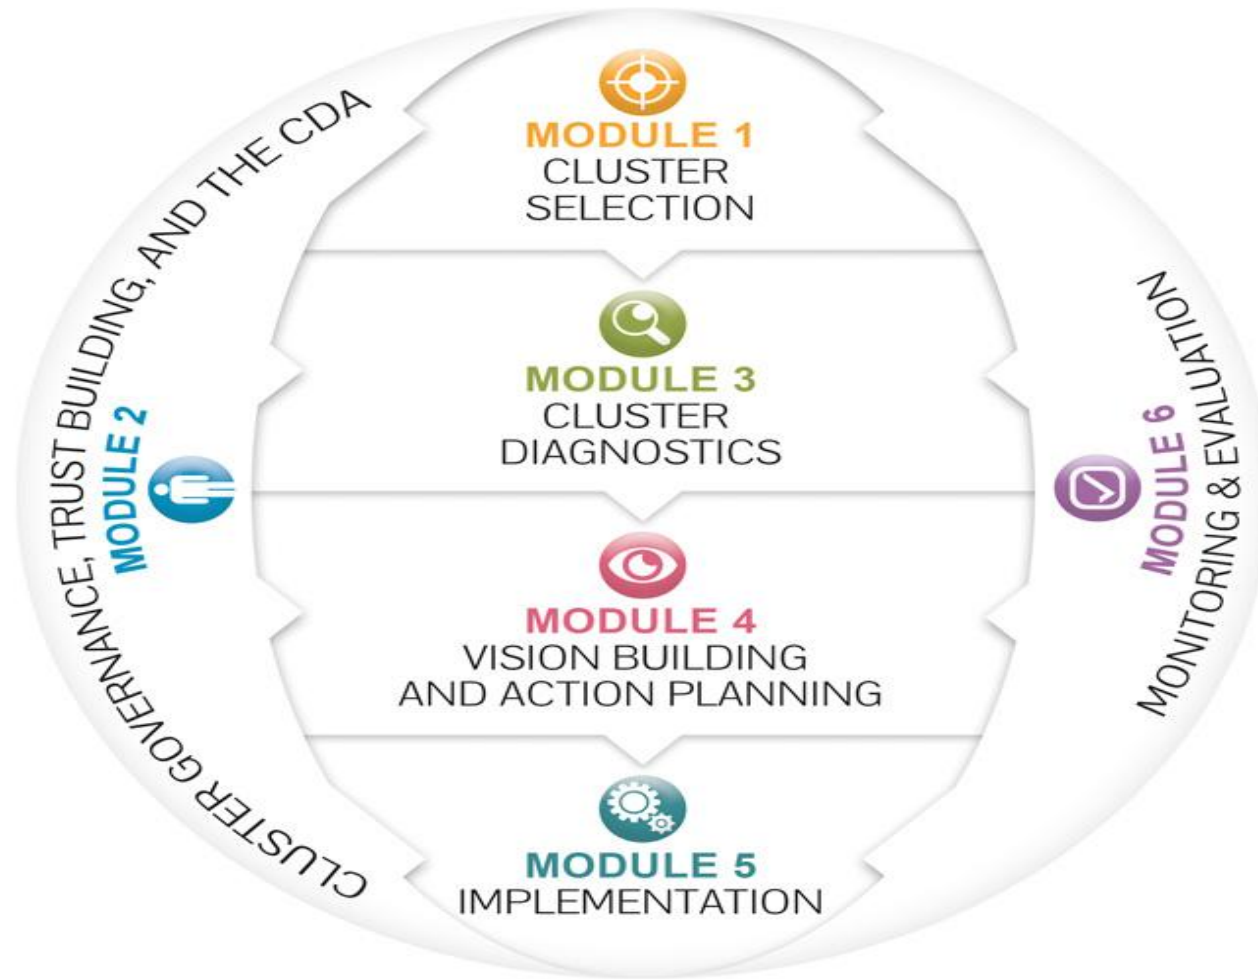 MODULE 1
CLUSTER
SELECTION
CLUSTER GOVERNANCE, TRUST BUILDING, AND THE CDA
MODULE 2
MODULE 3
CLUSTER
DIAGNOSTICS
MODULE 4
VISION BUILDING
AND ACTION PLANNING
MODULE 5
IMPLEMENTATION
MODULE 6
MONITORING & EVALUATION